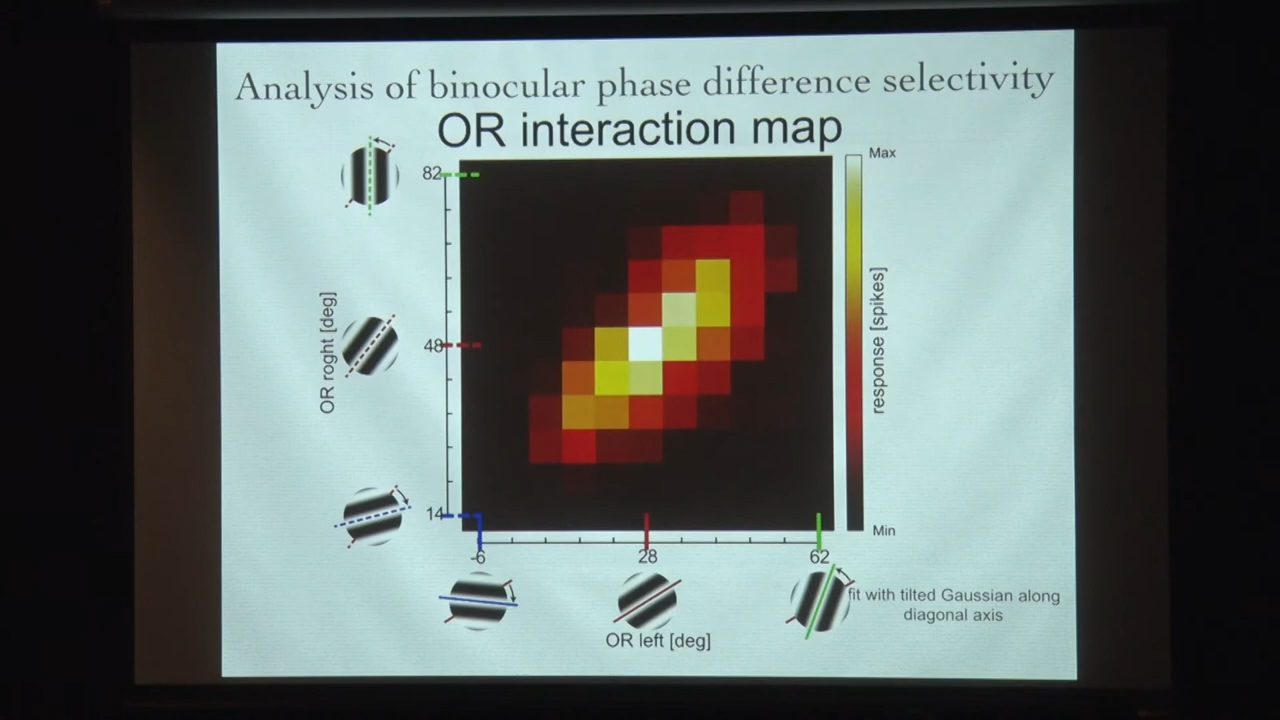 Analysis of binocular phase difference selectivity
OR interaction map
Max
82
48
14
OR roght [deg]
response [spikes]
Min
-6
28
62
fit with tilted Gaussian along
diagonal axis
OR left [deg]